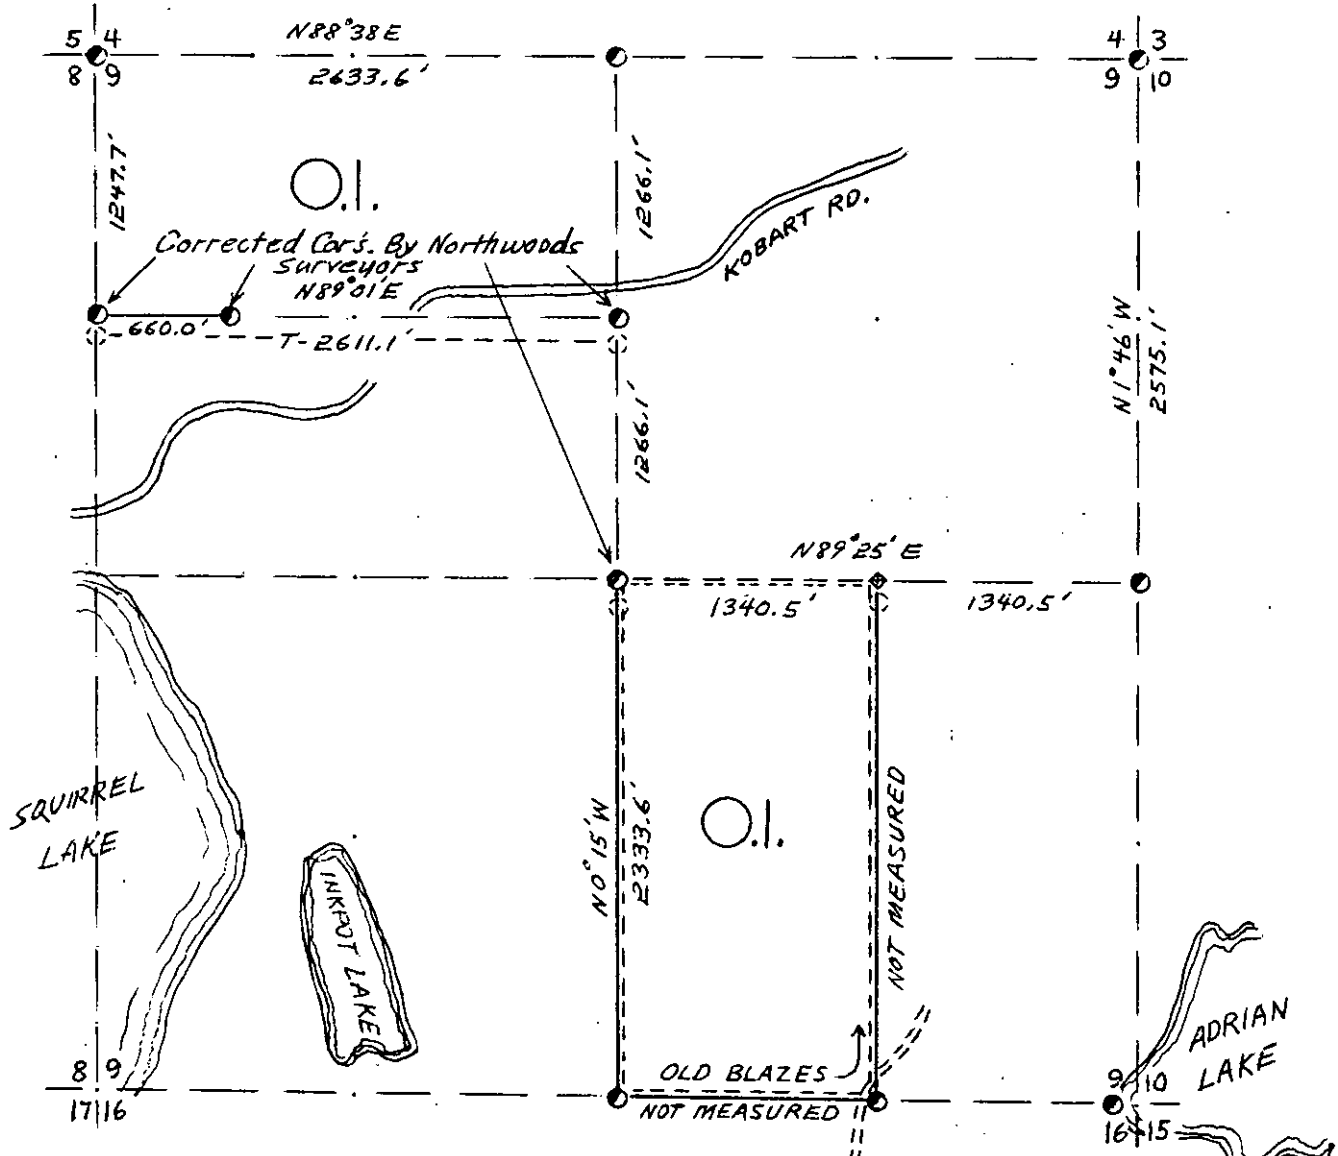 5 4
8 9
N88°38E
2633.6'
4 3
9 10
1247.7'
O.I.
1266.1'
KOBART RD.
Corrected Cor's. By Northwoods
Surveyors
N89°01'E
660.0'
T-2611.1'
N1°46'W
2575.1'
1266.1'
N89°25'E
1340.5'
1340.5'
SQUIRREL
LAKE
N0°15'W
2333.6'
O.I.
NOT MEASURED
INKPOT LAKE
ADRIAN
LAKE
OLD BLAZES
NOT MEASURED
8 9
17 16
9 10
16 15